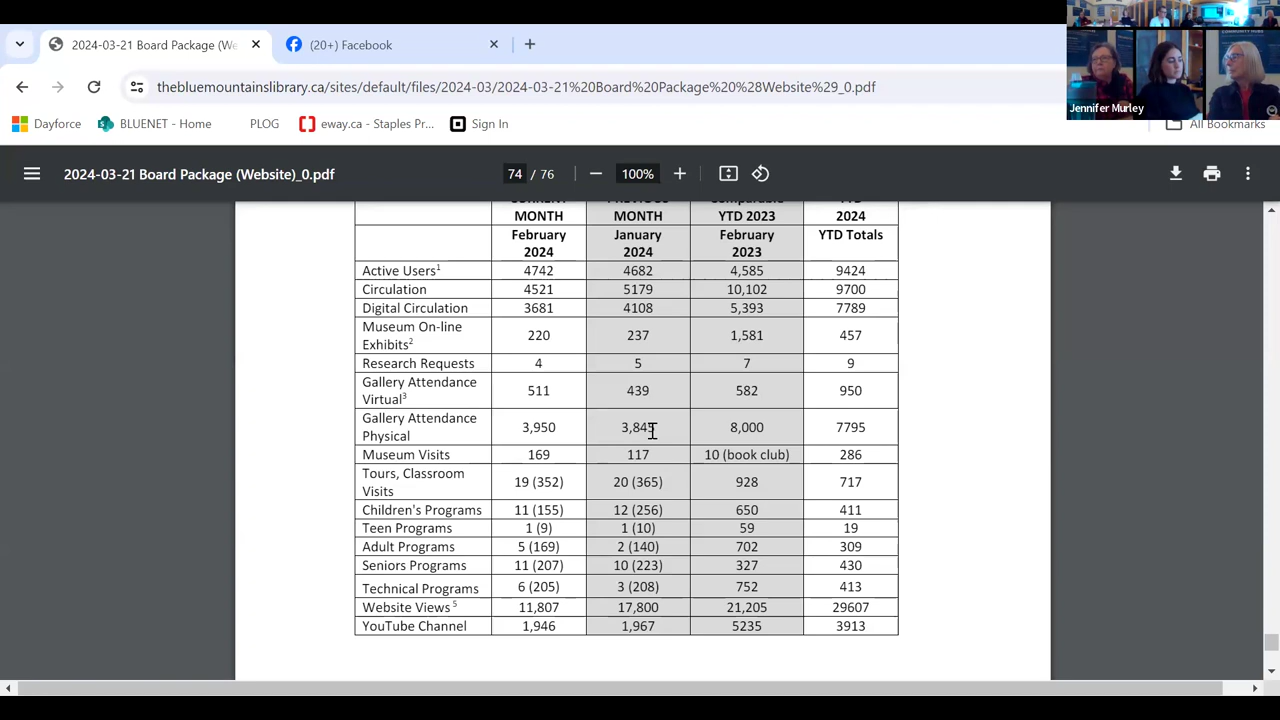 2024-03-21 Board Package (We
(20+) Facebook
thebluemountainslibrary.ca/sites/default/files/2024-03/2024-03-21%20Board%20Package%20%28Website%29_0.pdf
Dayforce BLUENET - Home PLOG eway.ca - Staples Pr... Sign In
Jennifer Murley
All Bookmarks
2024-03-21 Board Package (Website)_0.pdf 74 / 76 100%
MONTH MONTH YTD 2023 2024
February January February YTD Totals
2024 2024 2023
Active Users1 4742 4682 4,585 9424
Circulation 4521 5179 10,102 9700
Digital Circulation 3681 4108 5,393 7789
Museum On-line
Exhibits2 220 237 1,581 457
Research Requests 4 5 7 9
Gallery Attendance
Virtual3 511 439 582 950
Gallery Attendance
Physical 3,950 8,000 7795
Museum Visits 169 117 10 (book club) 286
Tours, Classroom
Visits 19 (352) 20 (365) 928 717
Children's Programs 11 (155) 12 (256) 650 411
Teen Programs 1 (9) 1 (10) 59 19
Adult Programs 5 (169) 2 (140) 702 309
Seniors Programs 11 (207) 10 (223) 327 430
Technical Programs 6 (205) 3 (208) 752 413
Website Views 5 11,807 17,800 21,205 29607
YouTube Channel 1,946 1,967 5235 3913